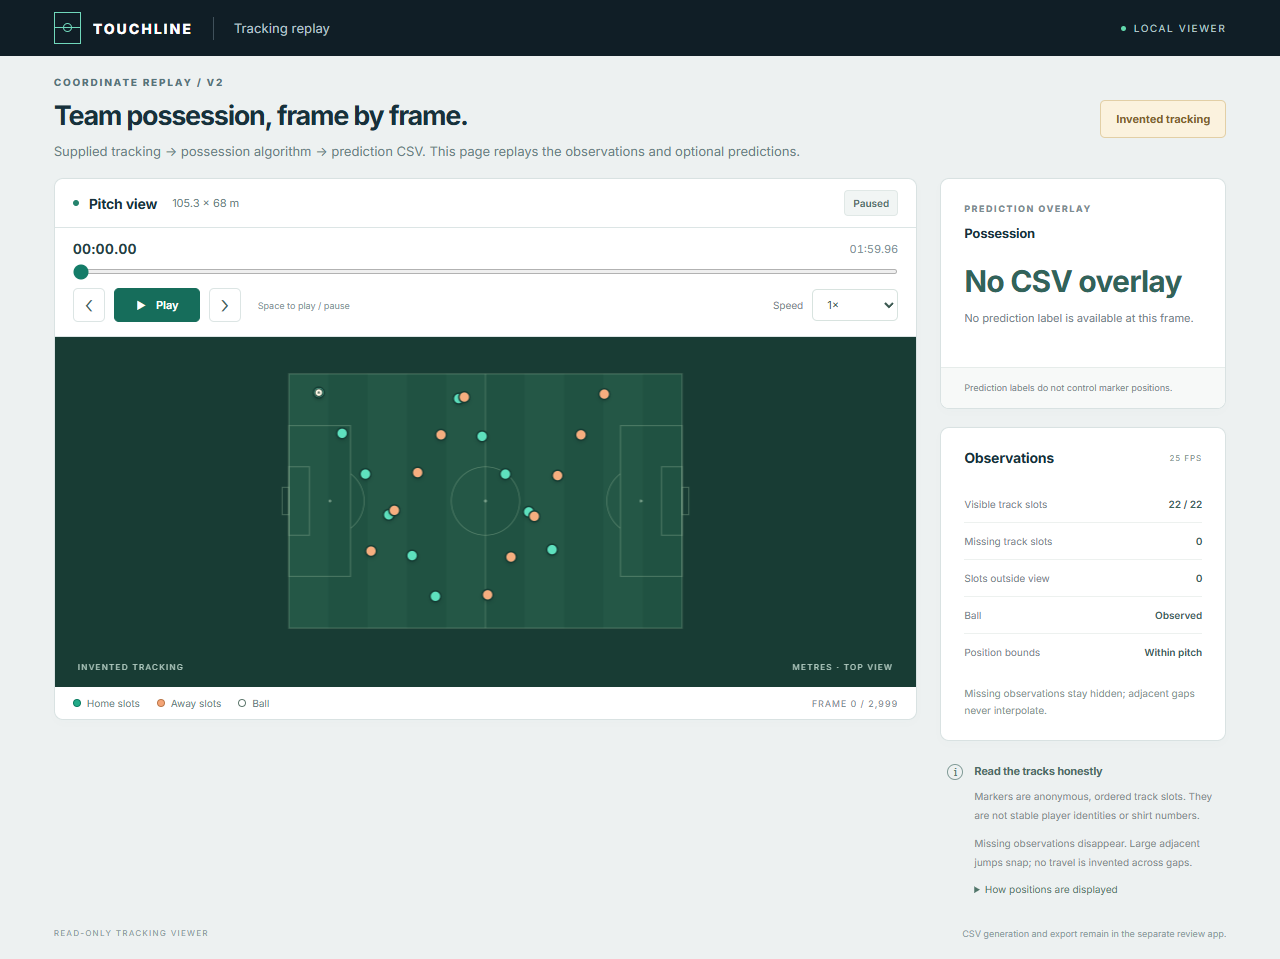 TOUCHLINE
Tracking replay
LOCAL VIEWER
COORDINATE REPLAY / V2
Team possession, frame by frame.
Supplied tracking → possession algorithm → prediction CSV. This page replays the observations and optional predictions.
Invented tracking
Pitch view
105.3 × 68 m
Paused
00:00.00
01:59.96
Play
Space to play / pause
Speed
1×
INVENTED TRACKING
METRES · TOP VIEW
Home slots
Away slots
Ball
FRAME 0 / 2,999
PREDICTION OVERLAY
Possession
No CSV overlay
No prediction label is available at this frame.
Prediction labels do not control marker positions.
Observations
25 FPS
Visible track slots
22 / 22
Missing track slots
0
Slots outside view
0
Ball
Observed
Position bounds
Within pitch
Missing observations stay hidden; adjacent gaps
never interpolate.
i
Read the tracks honestly
Markers are anonymous, ordered track slots. They
are not stable player identities or shirt numbers.
Missing observations disappear. Large adjacent
jumps snap; no travel is invented across gaps.
How positions are displayed
READ-ONLY TRACKING VIEWER
CSV generation and export remain in the separate review app.